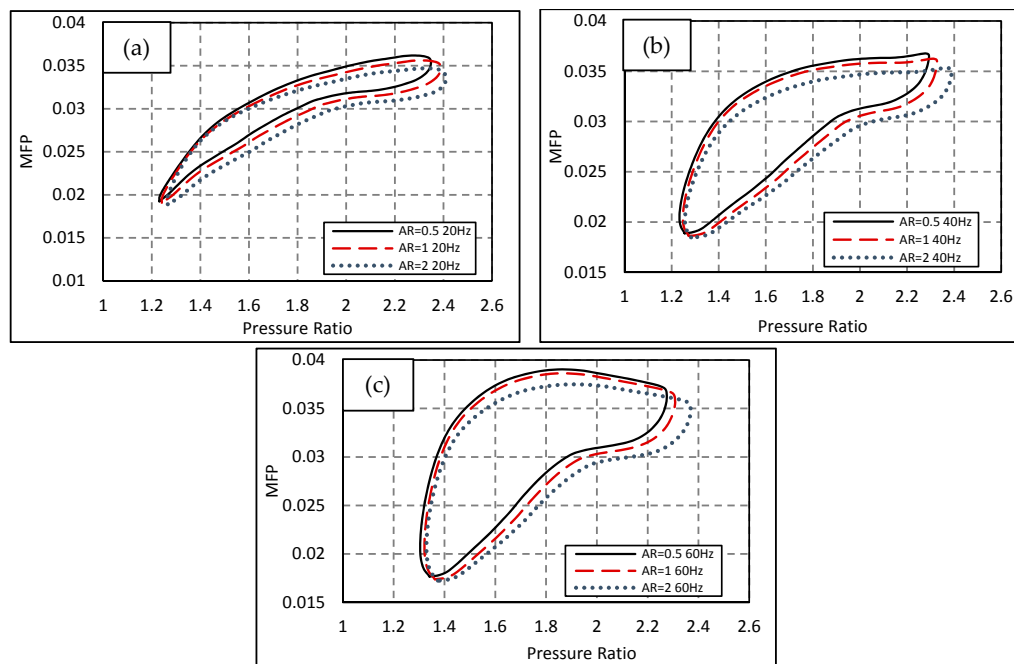 (a)
0.04
0.035
0.03
0.025
0.02
0.015
0.01
MFP
1 1.2 1.4 1.6 1.8 2 2.2 2.4 2.6
Pressure Ratio
AR=0.5 20Hz
AR=1 20Hz
AR=2 20Hz
(b)
0.04
0.035
0.03
0.025
0.02
0.015
MFP
1 1.2 1.4 1.6 1.8 2 2.2 2.4 2.6
Pressure Ratio
AR=0.5 40Hz
AR=1 40Hz
AR=2 40Hz
(c)
0.04
0.035
0.03
0.025
0.02
0.015
MFP
1 1.2 1.4 1.6 1.8 2 2.2 2.4 2.6
Pressure Ratio
AR=0.5 60Hz
AR=1 60Hz
AR=2 60Hz